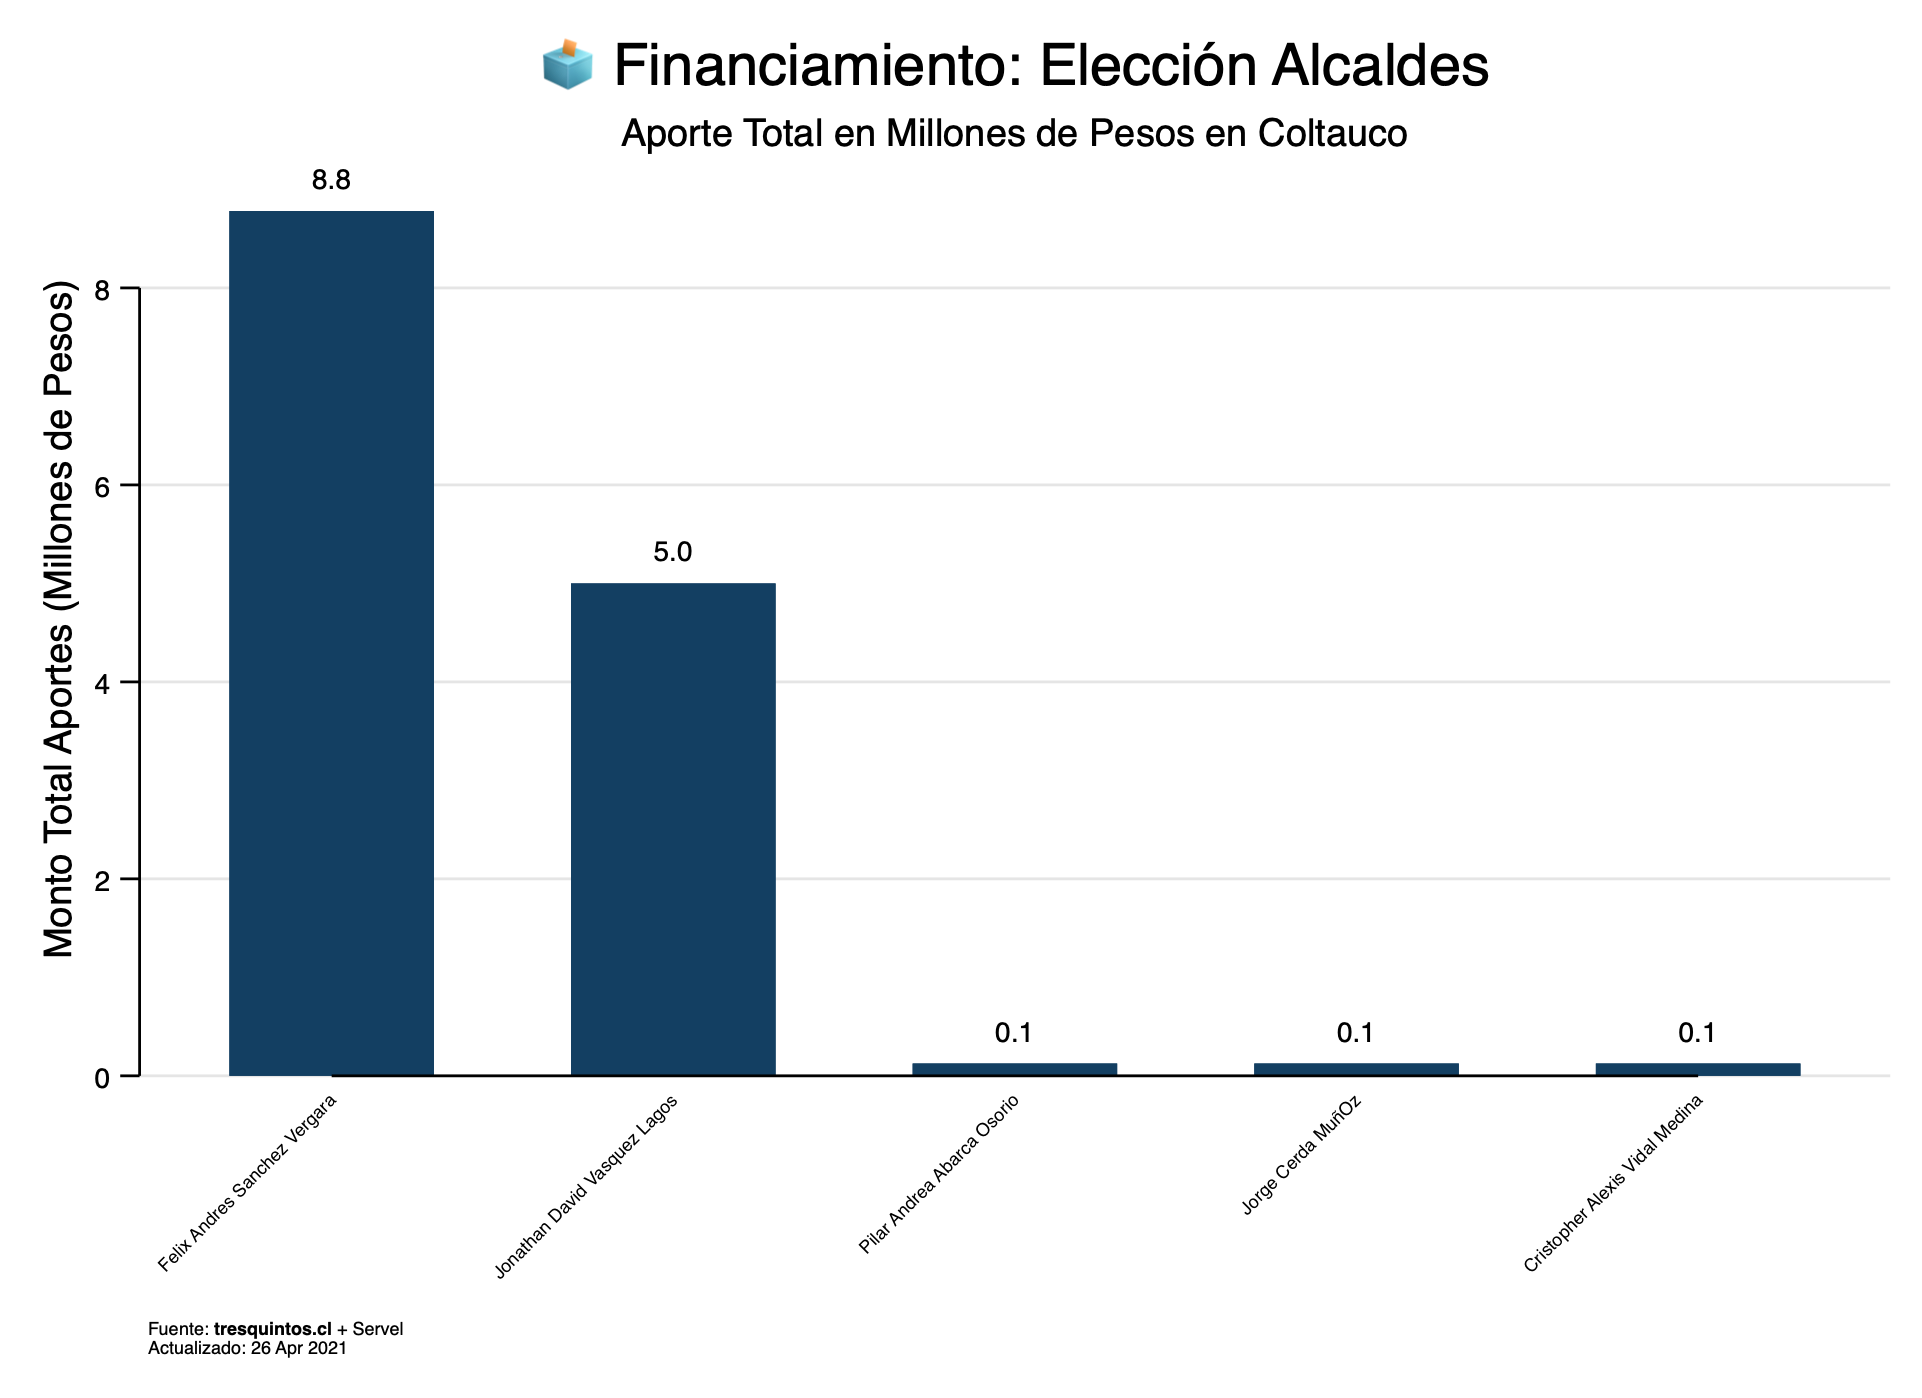 Financiamiento: Elección Alcaldes
Aporte Total en Millones de Pesos en Coltauco
Monto Total Aportes (Millones de Pesos)
8
6
4
2
0
8.8
5.0
0.1
0.1
0.1
Felix Andres Sanchez Vergara
Jonathan David Vasquez Lagos
Pilar Andrea Abarca Osorio
Jorge Cerda MuñOz
Cristopher Alexis Vidal Medina
Fuente: tresquintos.cl + Servel
Actualizado: 26 Apr 2021